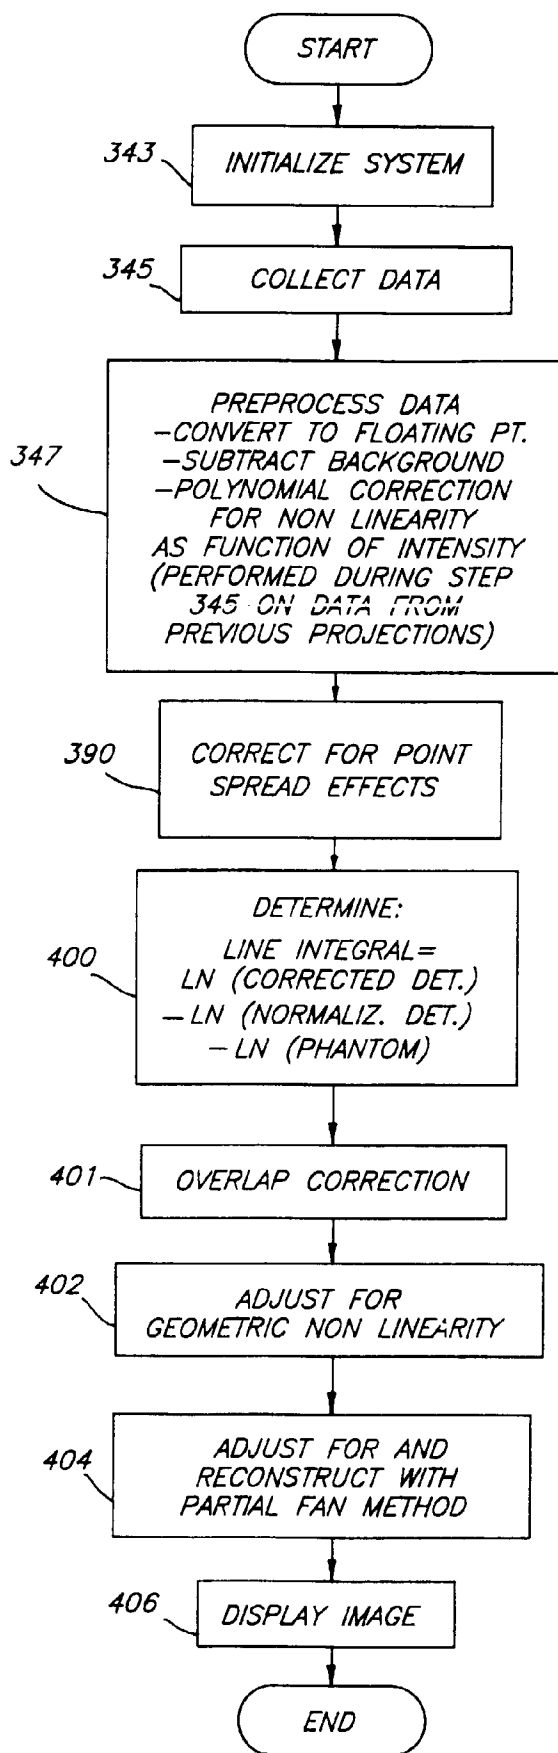 START
343
INITIALIZE SYSTEM
345
COLLECT DATA
347
PREPROCESS DATA
-CONVERT TO FLOATING PT.
-SUBTRACT BACKGROUND
-POLYNOMIAL CORRECTION
FOR NON LINEARITY
AS FUNCTION OF INTENSITY
(PERFORMED DURING STEP
345 ON DATA FROM
PREVIOUS PROJECTIONS)
390
CORRECT FOR POINT
SPREAD EFFECTS
400
DETERMINE:
LINE INTEGRAL=
LN (CORRECTED DET.)
- LN (NORMALIZ. DET.)
- LN (PHANTOM)
401
OVERLAP CORRECTION
402
ADJUST FOR
GEOMETRIC NON LINEARITY
404
ADJUST FOR AND
RECONSTRUCT WITH
PARTIAL FAN METHOD
406
DISPLAY IMAGE
END